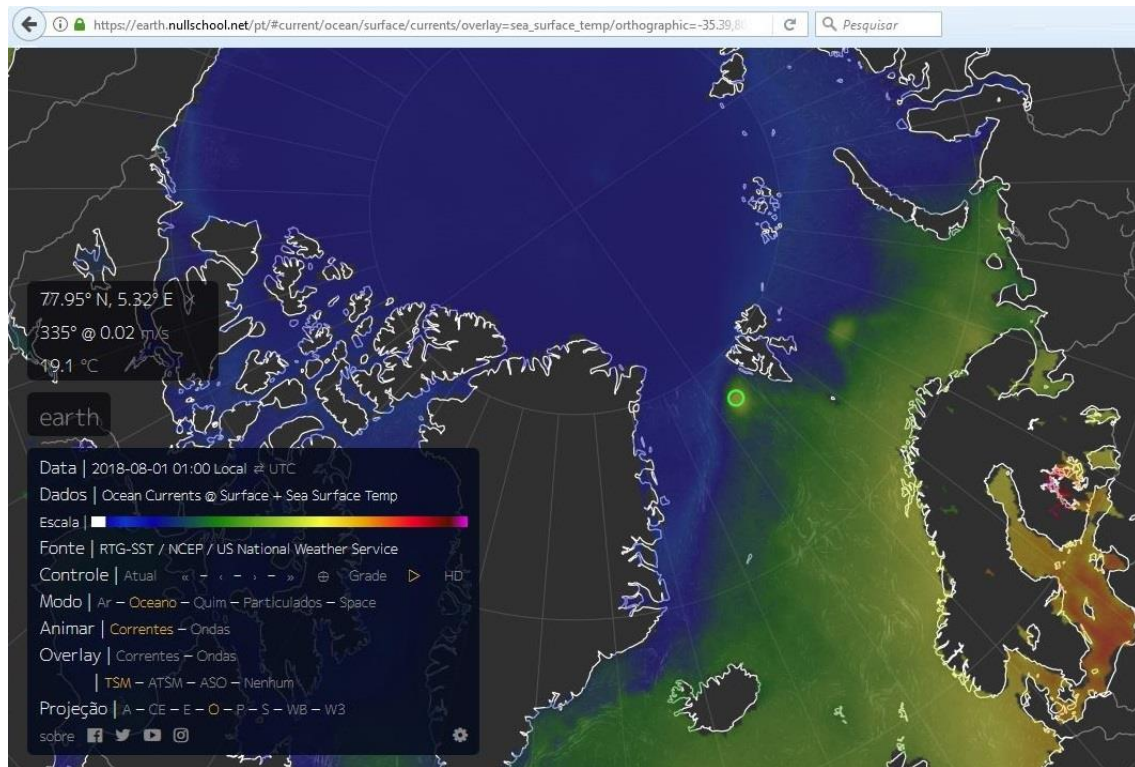 https://earth.nullschool.net/pt/#current/ocean/surface/currents/overlay=sea_surface_temp/orthographic=-35.39,8
Pesquisar
77.95° N, 5.32° E
335° @ 0.02 m/s
19.1 °C
earth
Data | 2018-08-01 01:00 Local ⇄ UTC
Dados | Ocean Currents @ Surface + Sea Surface Temp
Escala |
Fonte | RTG-SST / NCEP / US National Weather Service
Controle | Atual « – ‹ – › – » ⊕ Grade ▷ HD
Modo | Ar – Oceano – Quim – Particulados – Space
Animar | Correntes – Ondas
Overlay | Correntes – Ondas
| TSM – ATSM – ASO – Nenhum
Projeção | A – CE – E – O – P – S – WB – W3
sobre